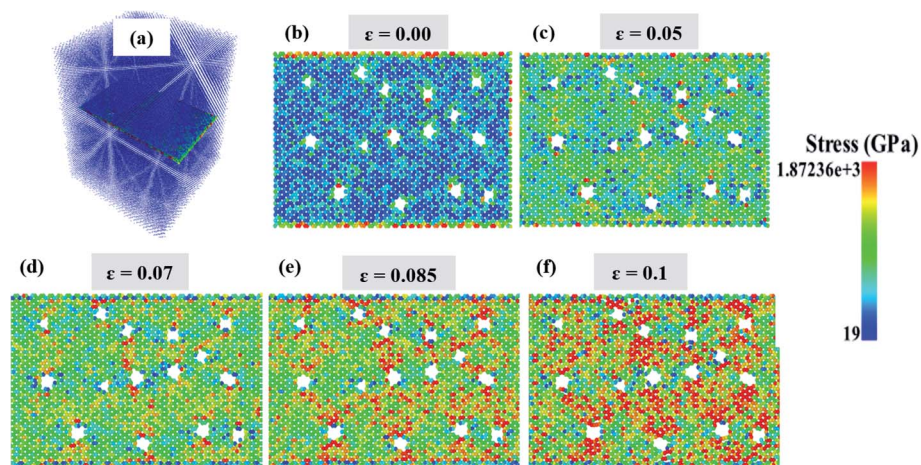 (a)
(b)
ε = 0.00
(c)
ε = 0.05
Stress (GPa)
1.87236e+3
19
(d)
ε = 0.07
(e)
ε = 0.085
(f)
ε = 0.1